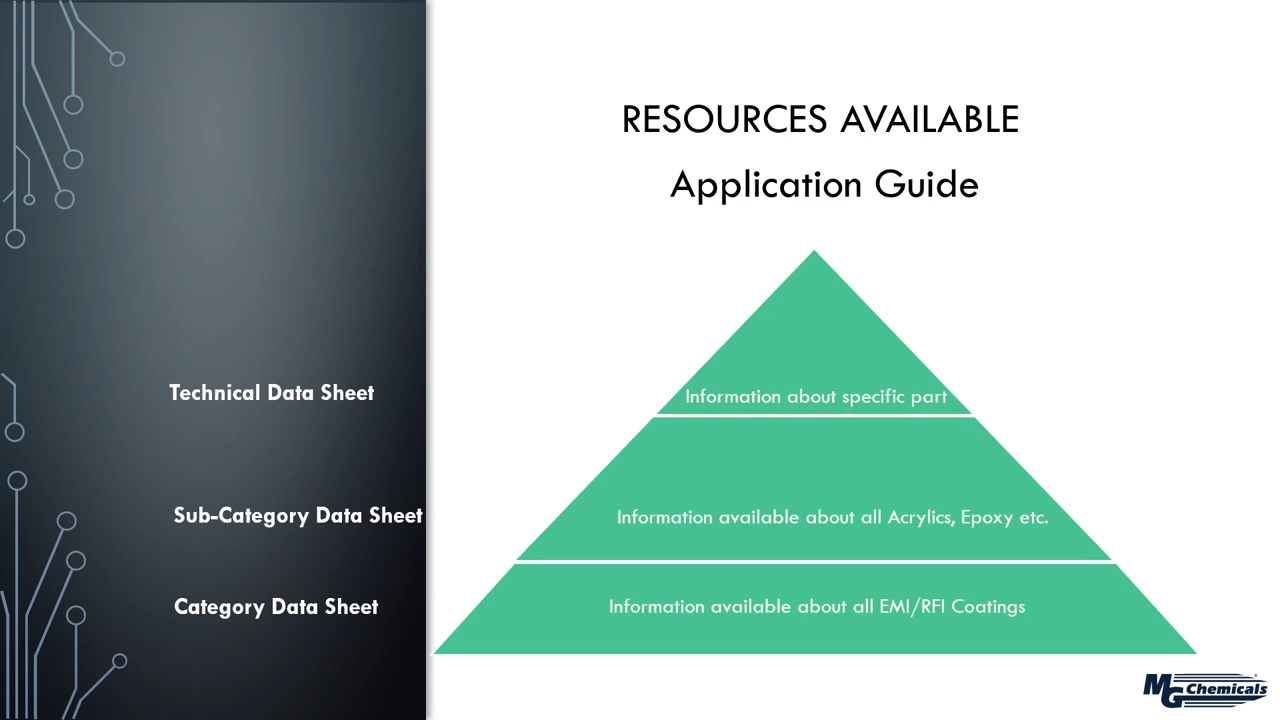 RESOURCES AVAILABLE
Application Guide
Technical Data Sheet
Information about specific part
Sub-Category Data Sheet
Information available about all Acrylics, Epoxy etc.
Category Data Sheet
Information available about all EMI/RFI Coatings
MG Chemicals